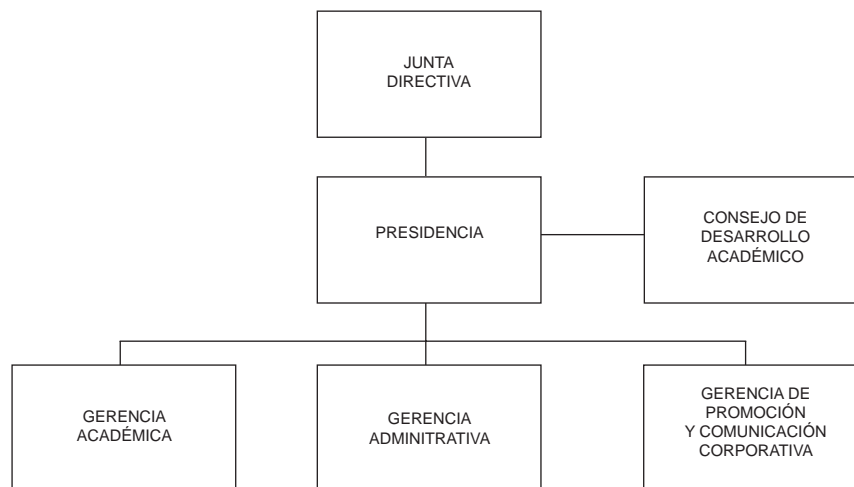 JUNTA
DIRECTIVA
PRESIDENCIA
CONSEJO DE
DESARROLLO
ACADÉMICO
GERENCIA
ACADÉMICA
GERENCIA
ADMINITRATIVA
GERENCIA DE
PROMOCIÓN
Y COMUNICACIÓN
CORPORATIVA